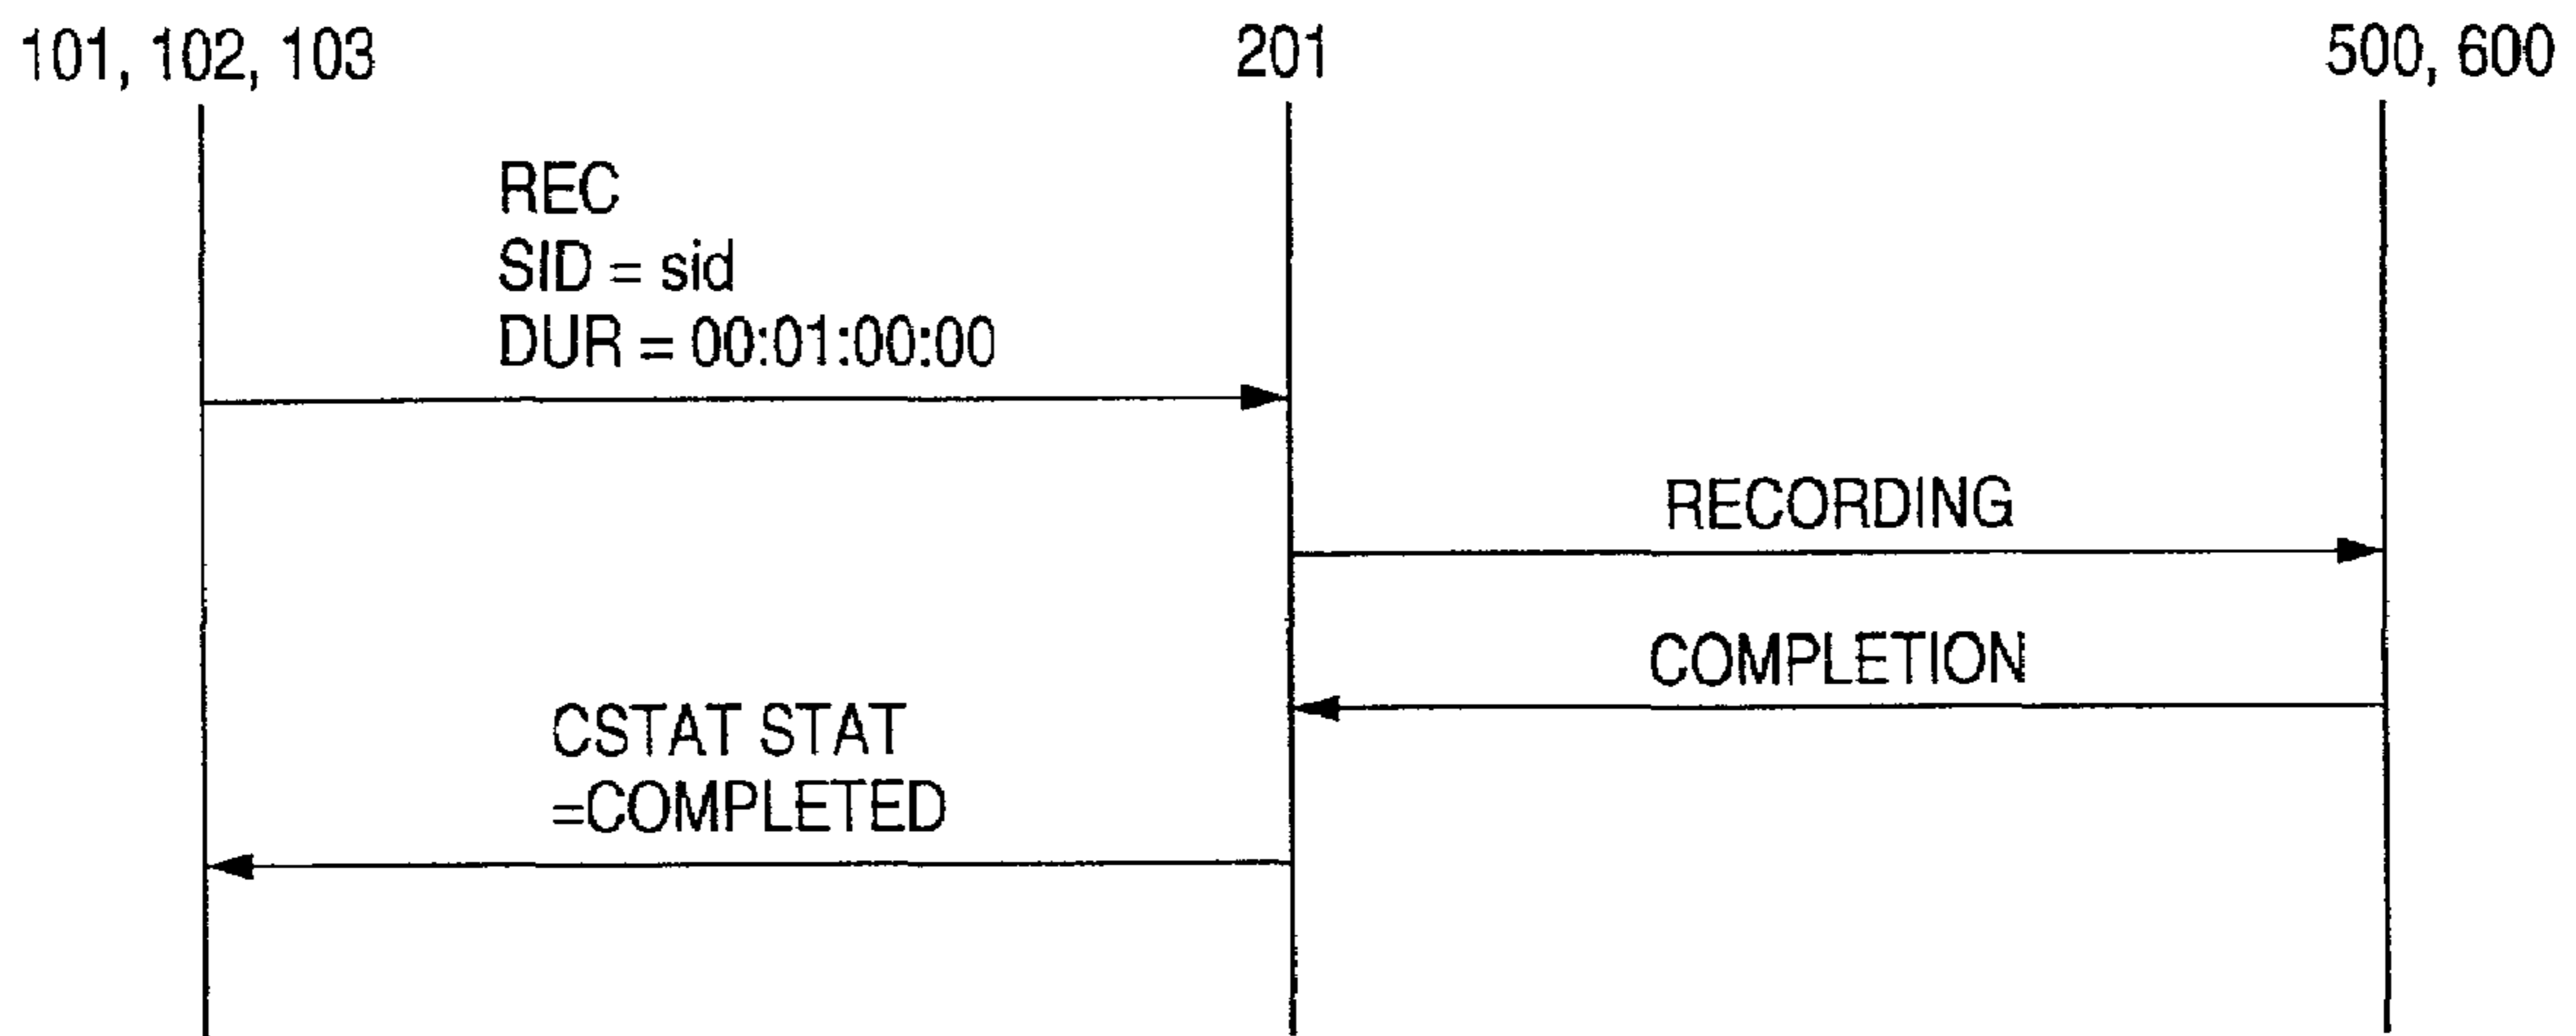 101, 102, 103
201
500, 600
REC
SID = sid
DUR = 00:01:00:00
RECORDING
COMPLETION
CSTAT STAT
=COMPLETED